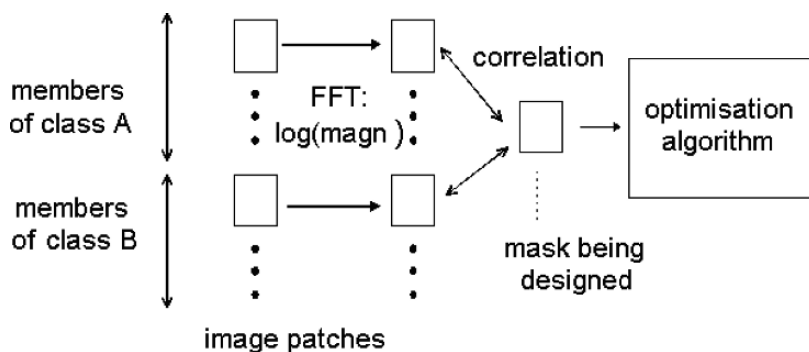 members
of class A
FFT:
log(magn )
correlation
optimisation
algorithm
members
of class B
mask being
designed
image patches